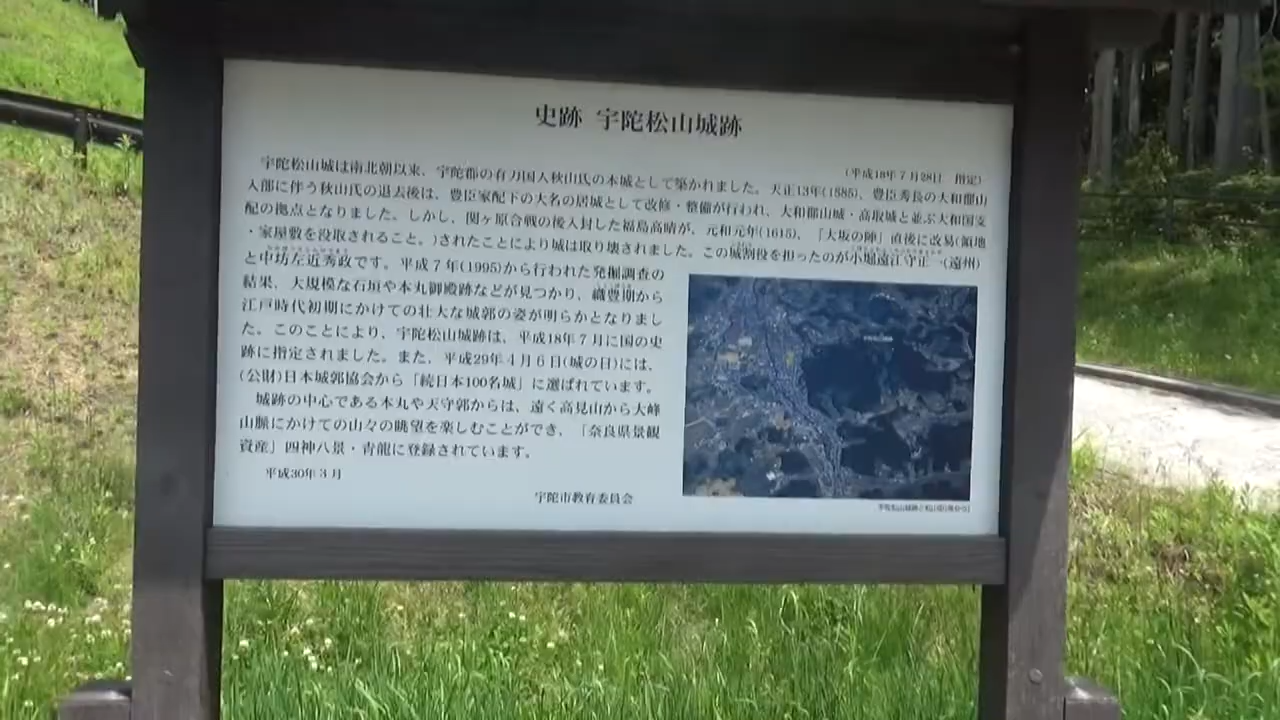 史跡 宇陀松山城跡
(平成18年7月28日 指定)
宇陀松山城は南北朝以来、宇陀郡の有力国人秋山氏の本城として築かれました。天正13年(1585)、豊臣秀長の大和郡山
入部に伴う秋山氏の退去後は、豊臣家配下の大名の居城として改修・整備が行われ、大和郡山城・高取城と並ぶ大和国支
配の拠点となりました。しかし、関ヶ原合戦の後入封した福島高晴が、元和元年(1615)、「大坂の陣」直後に改易(領地
・家屋敷を没収されること。)されたことにより城は取り壊されました。この城割役を担ったのが小堀遠江守正一(遠州)
と中坊左近秀政です。平成7年(1995)から行われた発掘調査の
結果、大規模な石垣や本丸御殿跡などが見つかり、織豊期から
江戸時代初期にかけての壮大な城郭の姿が明らかとなりまし
た。このことにより、宇陀松山城跡は、平成18年7月に国の史
跡に指定されました。また、平成29年4月6日(城の日)には、
(公財)日本城郭協会から「続日本100名城」に選ばれています。
城跡の中心である本丸や天守郭からは、遠く高見山から大峰
山脈にかけての山々の眺望を楽しむことができ、「奈良県景観
資産」四神八景・青龍に登録されています。
平成30年3月
宇陀市教育委員会